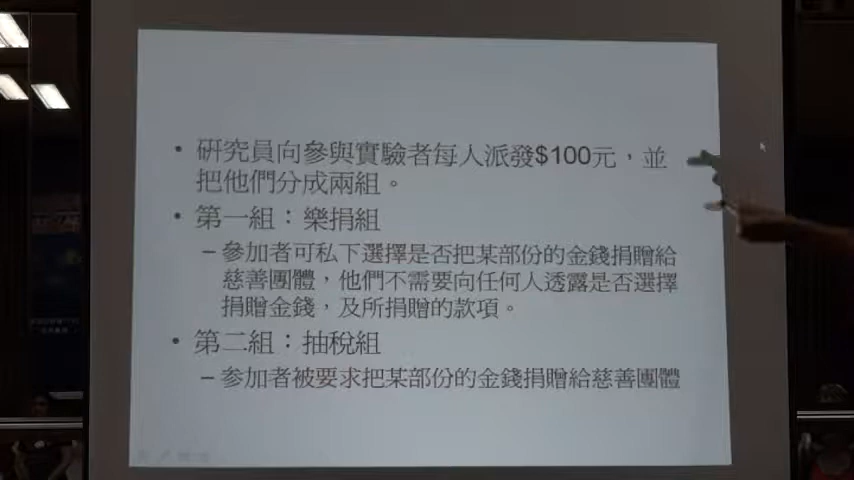 • 研究員向參與實驗者每人派發$100元，並
把他們分成兩組。
• 第一組：樂捐組
– 參加者可私下選擇是否把某部份的金錢捐贈給
慈善團體，他們不需要向任何人透露是否選擇
捐贈金錢，及所捐贈的款項。
• 第二組：抽稅組
– 參加者被要求把某部份的金錢捐贈給慈善團體